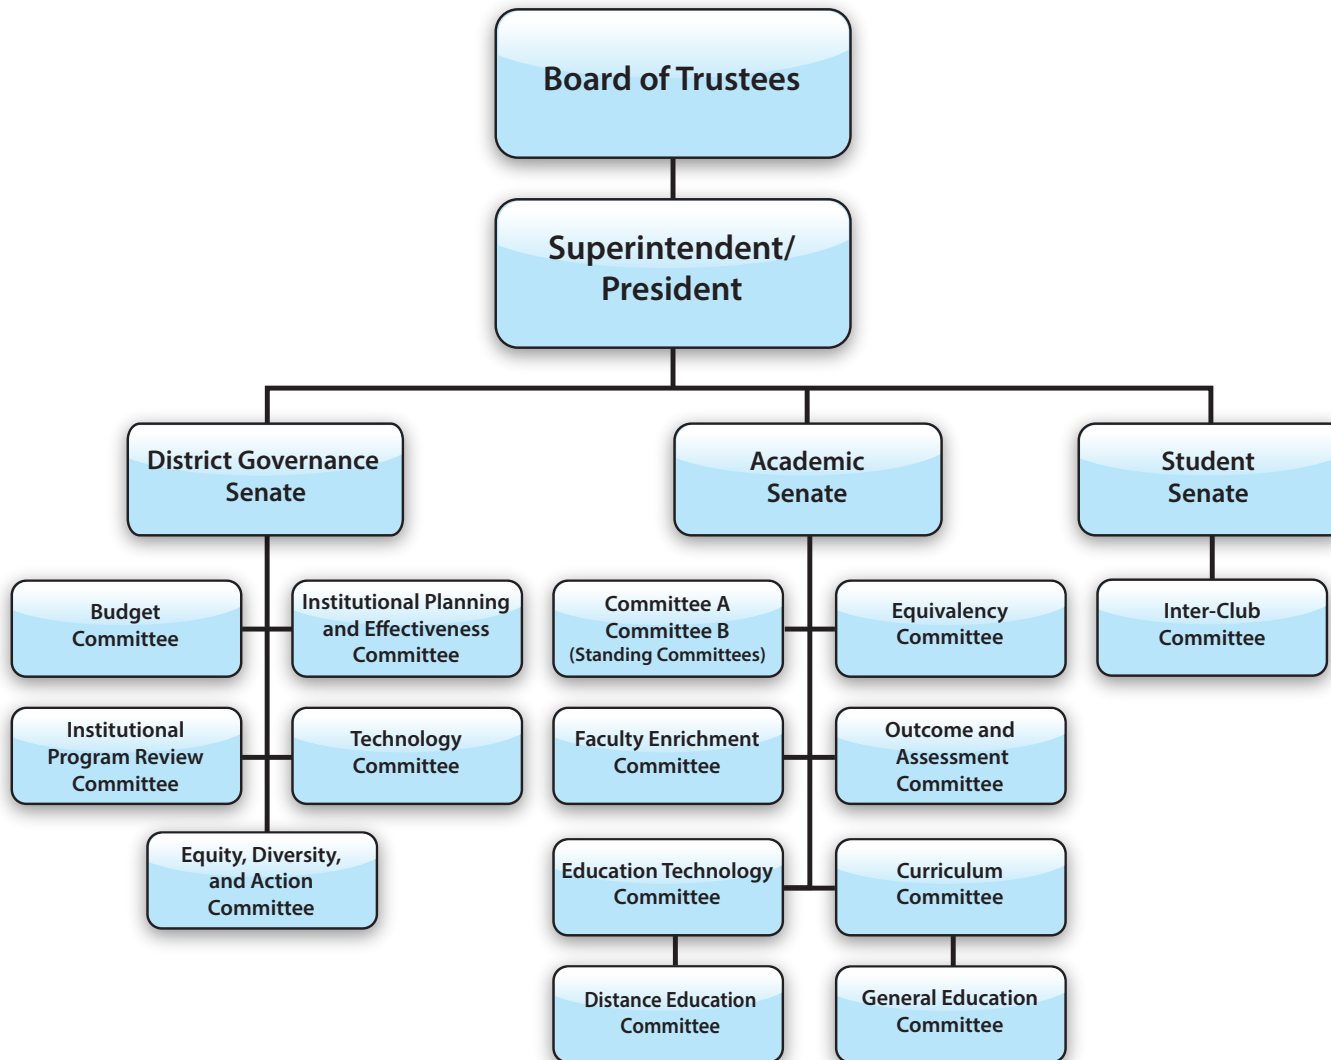 Board of Trustees
Superintendent/
President
District Governance
Senate
Academic
Senate
Student
Senate
Budget
Committee
Institutional Planning
and Effectiveness
Committee
Committee A
Committee B
(Standing Committees)
Equivalency
Committee
Inter-Club
Committee
Institutional
Program Review
Committee
Technology
Committee
Faculty Enrichment
Committee
Outcome and
Assessment
Committee
Equity, Diversity,
and Action
Committee
Education Technology
Committee
Curriculum
Committee
Distance Education
Committee
General Education
Committee